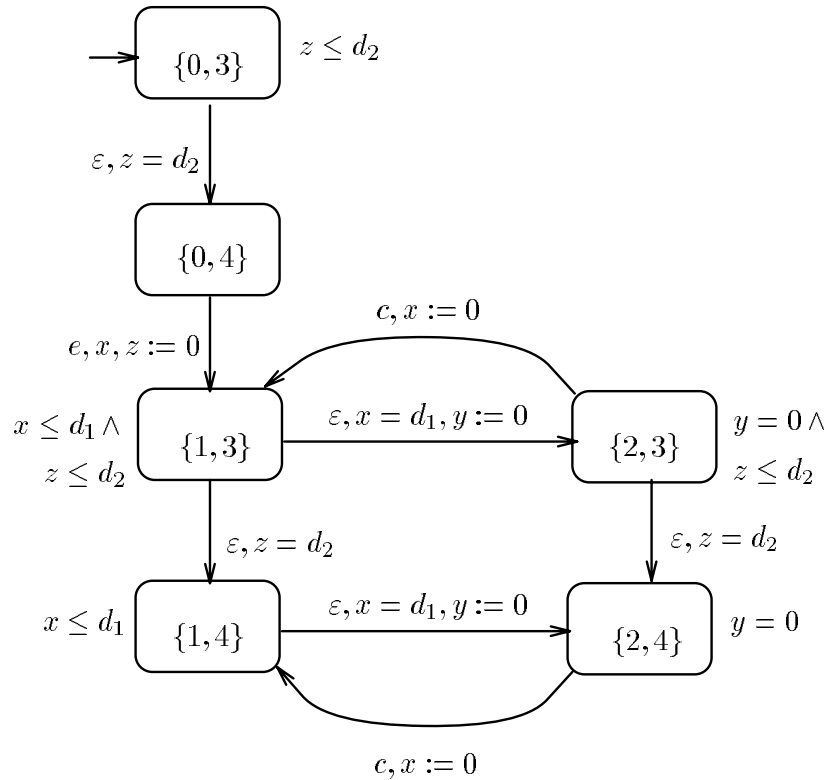 {0, 3}
z ≤ d₂
ε, z = d₂
{0, 4}
e, x, z := 0
c, x := 0
x ≤ d₁ ∧
z ≤ d₂
{1, 3}
ε, x = d₁, y := 0
{2, 3}
y = 0 ∧
z ≤ d₂
ε, z = d₂
ε, z = d₂
x ≤ d₁
{1, 4}
ε, x = d₁, y := 0
{2, 4}
y = 0
c, x := 0